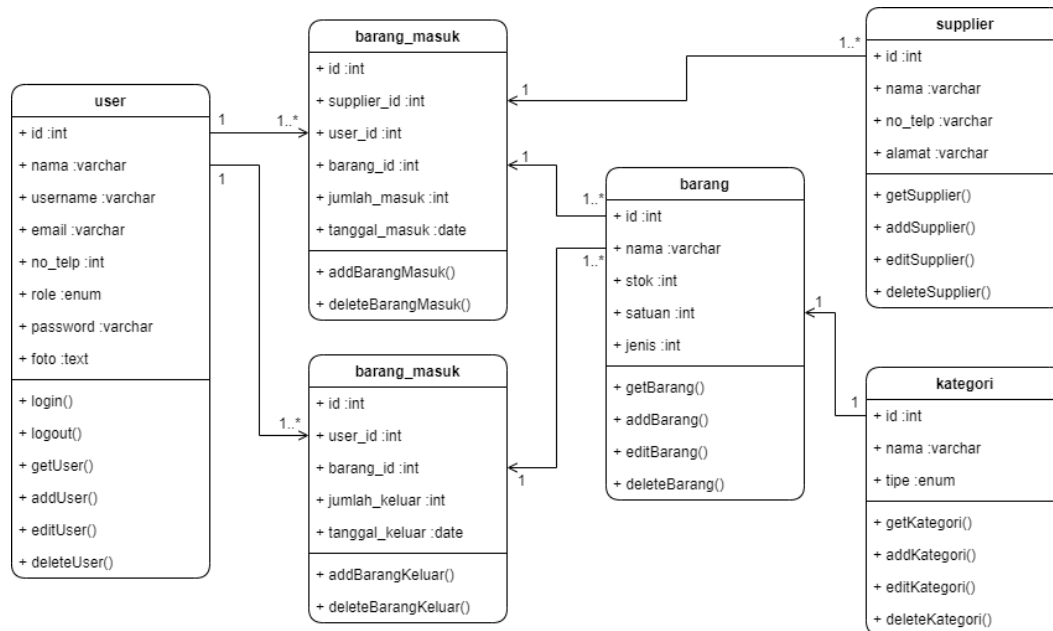 user
+ id :int
+ nama :varchar
+ username :varchar
+ email :varchar
+ no_telp :int
+ role :enum
+ password :varchar
+ foto :text
+ login()
+ logout()
+ getUser()
+ addUser()
+ editUser()
+ deleteUser()
1
1..*
1
1..*
barang_masuk
+ id :int
+ supplier_id :int
+ user_id :int
+ barang_id :int
+ jumlah_masuk :int
+ tanggal_masuk :date
+ addBarangMasuk()
+ deleteBarangMasuk()
barang_masuk
+ id :int
+ user_id :int
+ barang_id :int
+ jumlah_keluar :int
+ tanggal_keluar :date
+ addBarangKeluar()
+ deleteBarangKeluar()
1
1..*
1
1..*
1..*
1
barang
+ id :int
+ nama :varchar
+ stok :int
+ satuan :int
+ jenis :int
+ getBarang()
+ addBarang()
+ editBarang()
+ deleteBarang()
1
1
supplier
+ id :int
+ nama :varchar
+ no_telp :varchar
+ alamat :varchar
+ getSupplier()
+ addSupplier()
+ editSupplier()
+ deleteSupplier()
kategori
+ id :int
+ nama :varchar
+ tipe :enum
+ getKategori()
+ addKategori()
+ editKategori()
+ deleteKategori()